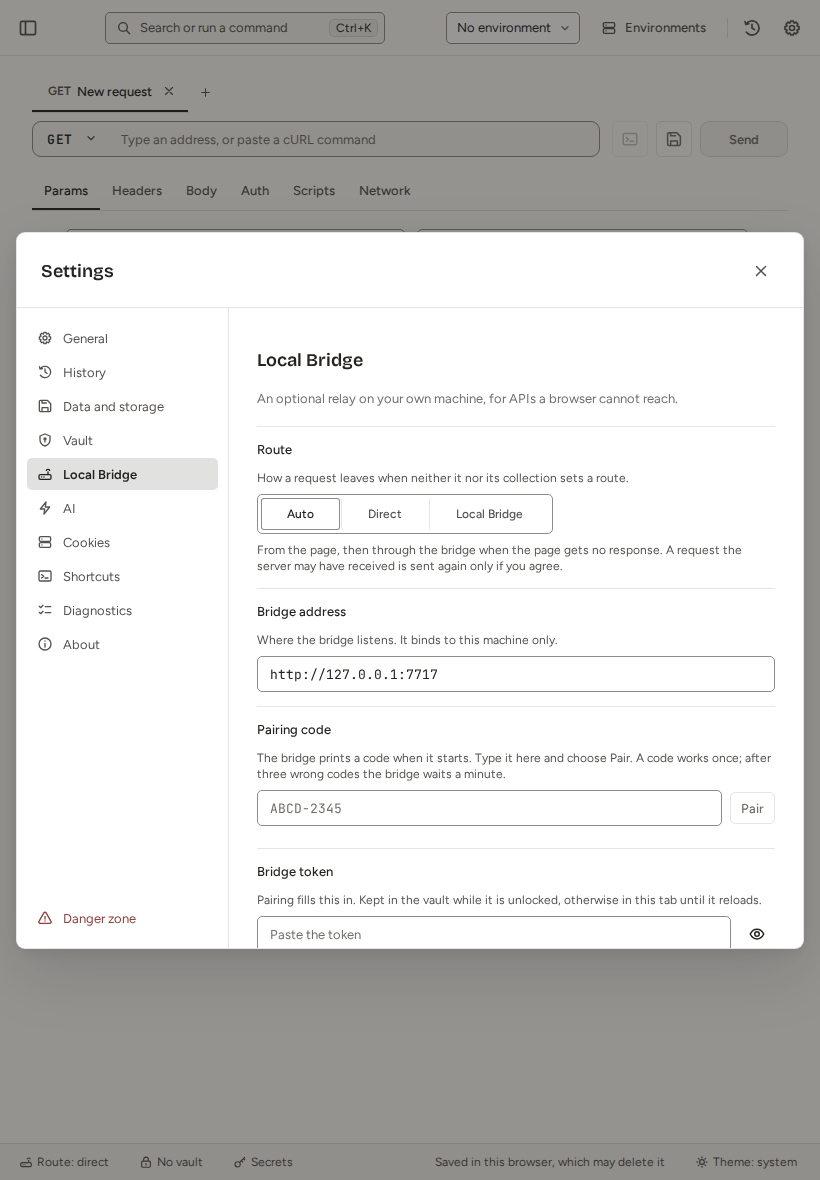 Search or run a command Ctrl+K No environment Environments
GET New request
GET Type an address, or paste a cURL command Send
Params Headers Body Auth Scripts Network
Settings
General
History
Data and storage
Vault
Local Bridge
AI
Cookies
Shortcuts
Diagnostics
About
Danger zone
Local Bridge
An optional relay on your own machine, for APIs a browser cannot reach.
Route
How a request leaves when neither it nor its collection sets a route.
Auto Direct Local Bridge
From the page, then through the bridge when the page gets no response. A request the
server may have received is sent again only if you agree.
Bridge address
Where the bridge listens. It binds to this machine only.
http://127.0.0.1:7717
Pairing code
The bridge prints a code when it starts. Type it here and choose Pair. A code works once; after
three wrong codes the bridge waits a minute.
ABCD-2345 Pair
Bridge token
Pairing fills this in. Kept in the vault while it is unlocked, otherwise in this tab until it reloads.
Paste the token
Route: direct No vault Secrets Saved in this browser, which may delete it Theme: system